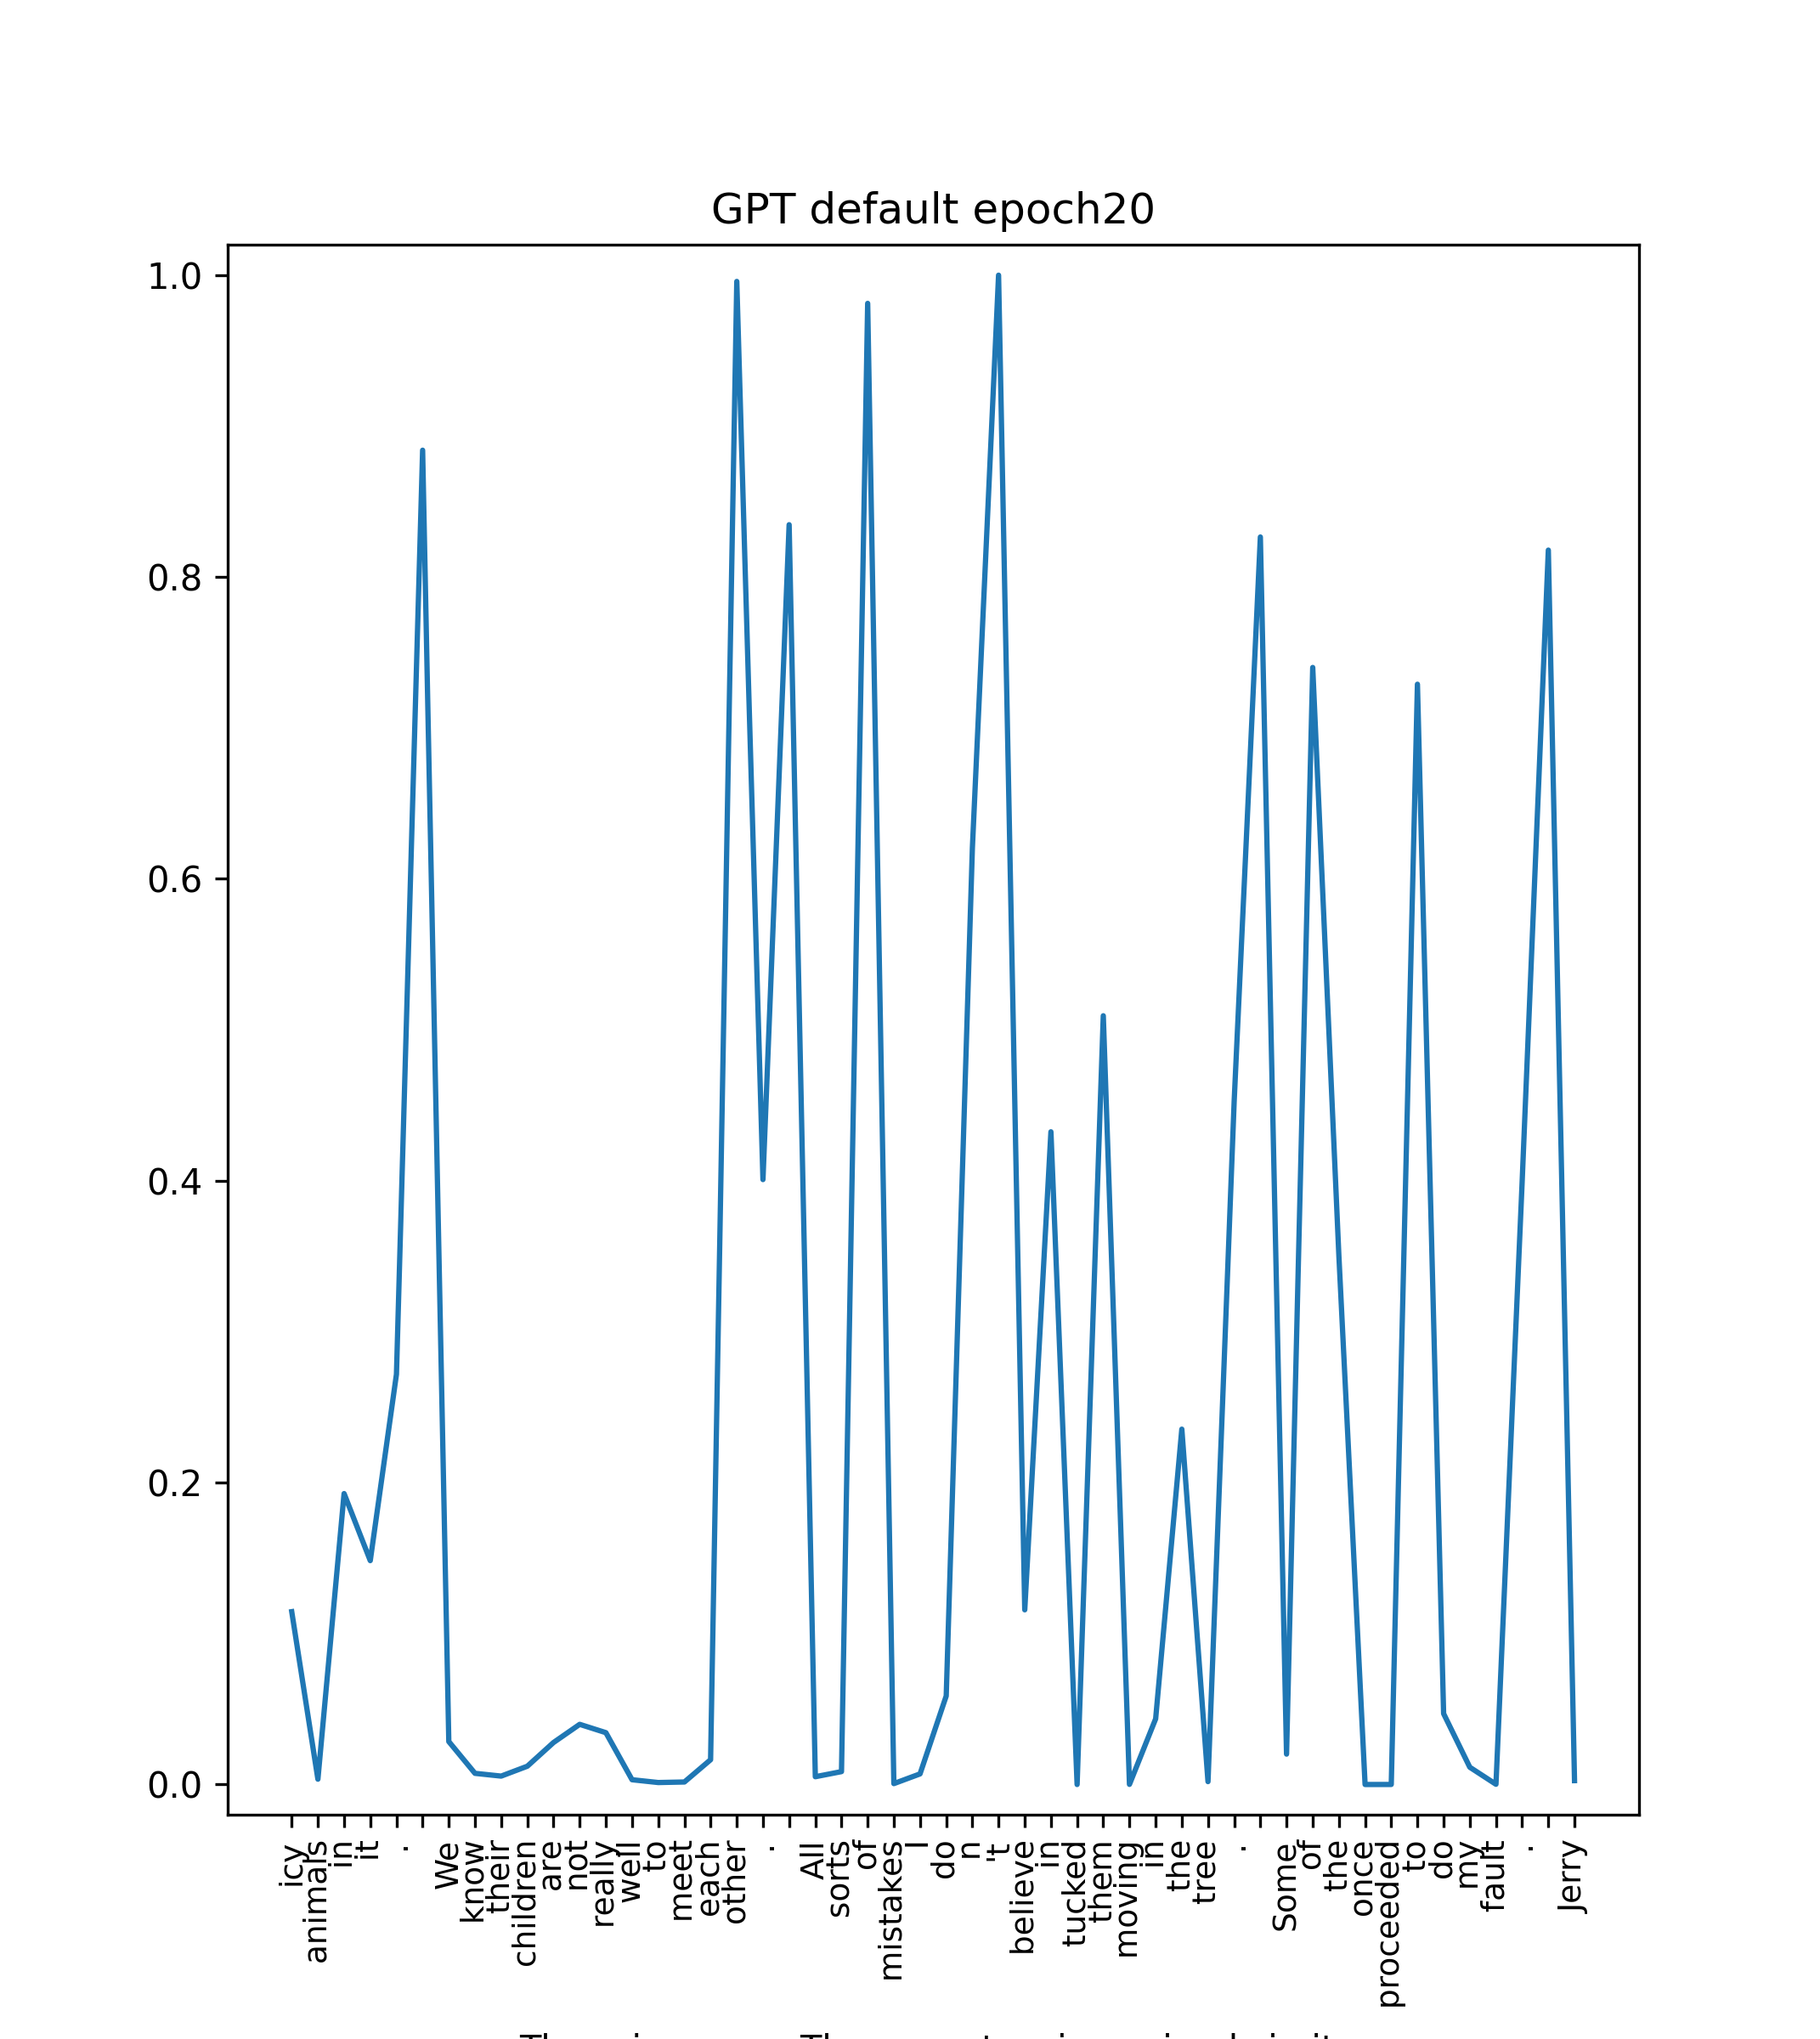 GPT default epoch20
1.0
0.8
0.6
0.4
0.2
0.0
icy
animals
in
it
.
We
know
their
children
are
not
really
well
to
meet
each
other
.
All
sorts
of
mistakes
I
do
n
't
believe
in
tucked
them
moving
in
the
tree
.
Some
of
the
once
proceeded
to
do
my
fault
.
Jerry